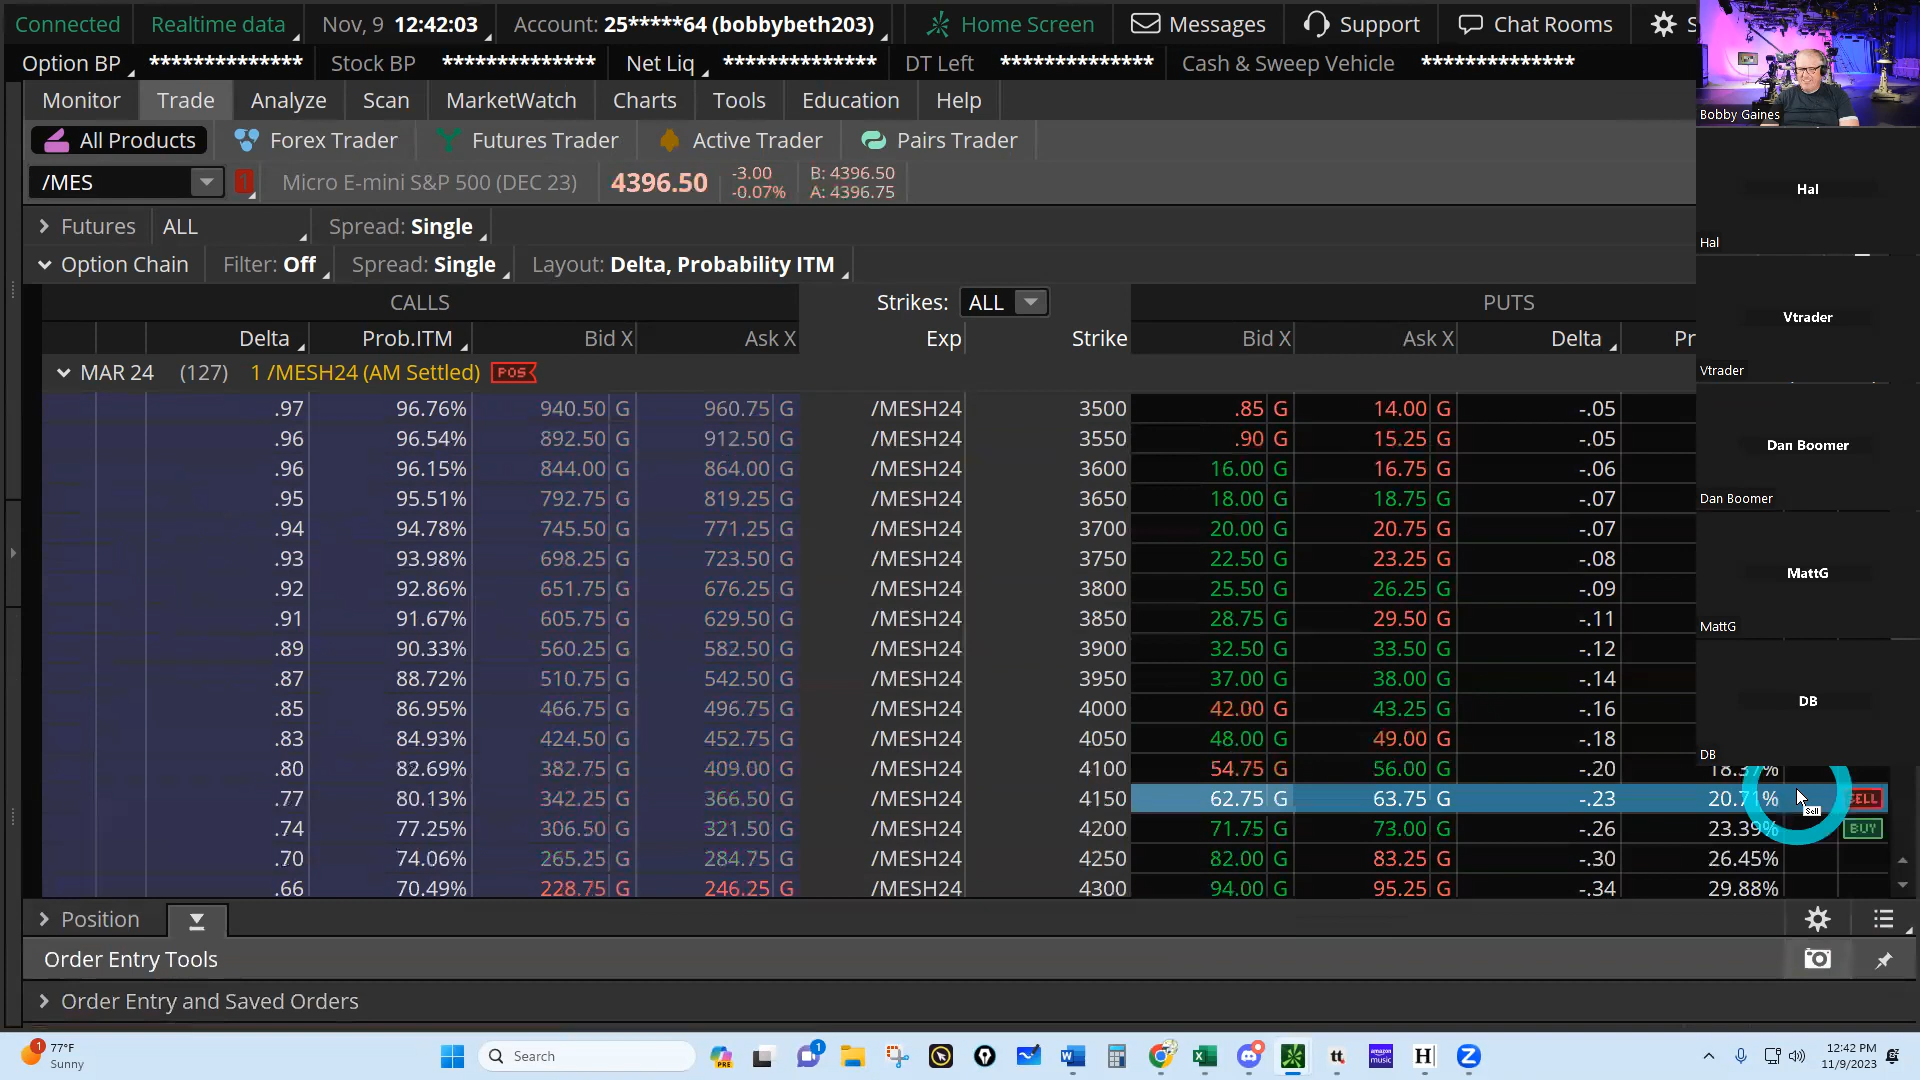 Connected Realtime data Nov, 9 12:42:03 Account: 25*****64 (bobbybeth203) Home Screen Messages Support Chat Rooms S
Option BP ************** Stock BP ************** Net Liq ************** DT Left ************** Cash & Sweep Vehicle **************
Monitor Trade Analyze Scan MarketWatch Charts Tools Education Help
Bobby Gaines
All Products Forex Trader Futures Trader Active Trader Pairs Trader
/MES 1 Micro E-mini S&P 500 (DEC 23) 4396.50 -3.00 -0.07% B: 4396.50 A: 4396.75
Hal
Hal
Futures ALL Spread: Single
Option Chain Filter: Off Spread: Single Layout: Delta, Probability ITM
CALLS Strikes: ALL PUTS
Vtrader
Vtrader
Delta Prob.ITM Bid X Ask X Exp Strike Bid X Ask X Delta Pr
MAR 24 (127) 1 /MESH24 (AM Settled) POS
.97 96.76% 940.50 G 960.75 G /MESH24 3500 .85 G 14.00 G -.05
.96 96.54% 892.50 G 912.50 G /MESH24 3550 .90 G 15.25 G -.05
Dan Boomer
.96 96.15% 844.00 G 864.00 G /MESH24 3600 16.00 G 16.75 G -.06
.95 95.51% 792.75 G 819.25 G /MESH24 3650 18.00 G 18.75 G -.07
Dan Boomer
.94 94.78% 745.50 G 771.25 G /MESH24 3700 20.00 G 20.75 G -.07
.93 93.98% 698.25 G 723.50 G /MESH24 3750 22.50 G 23.25 G -.08
MattG
.92 92.86% 651.75 G 676.25 G /MESH24 3800 25.50 G 26.25 G -.09
.91 91.67% 605.75 G 629.50 G /MESH24 3850 28.75 G 29.50 G -.11
MattG
.89 90.33% 560.25 G 582.50 G /MESH24 3900 32.50 G 33.50 G -.12
.87 88.72% 510.75 G 542.50 G /MESH24 3950 37.00 G 38.00 G -.14
.85 86.95% 466.75 G 496.75 G /MESH24 4000 42.00 G 43.25 G -.16
DB
.83 84.93% 424.50 G 452.75 G /MESH24 4050 48.00 G 49.00 G -.18
DB
.80 82.69% 382.75 G 409.00 G /MESH24 4100 54.75 G 56.00 G -.20 18.37%
.77 80.13% 342.25 G 366.50 G /MESH24 4150 62.75 G 63.75 G -.23 20.71% SELL
Sell
.74 77.25% 306.50 G 321.50 G /MESH24 4200 71.75 G 73.00 G -.26 23.39% BUY
.70 74.06% 265.25 G 284.75 G /MESH24 4250 82.00 G 83.25 G -.30 26.45%
.66 70.49% 228.75 G 246.25 G /MESH24 4300 94.00 G 95.25 G -.34 29.88%
Position
Order Entry Tools
Order Entry and Saved Orders
1 77°F Sunny Search PRE 1 tt amazon music H Z 12:42 PM 11/9/2023